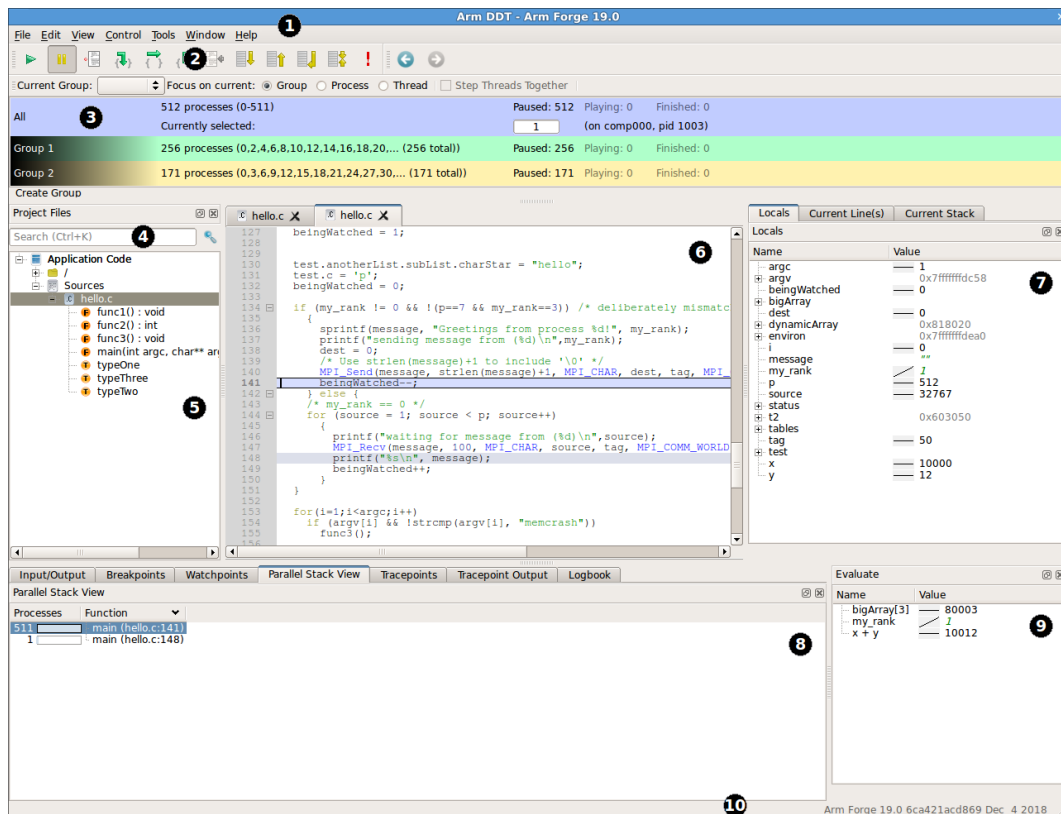 Arm DDT - Arm Forge 19.0
1
File Edit View Control Tools Window Help
2
Current Group: Focus on current: Group Process Thread Step Threads Together
All
3
512 processes (0-511) Paused: 512 Playing: 0 Finished: 0
Currently selected: 1 (on comp000, pid 1003)
Group 1 256 processes (0,2,4,6,8,10,12,14,16,18,20,... (256 total)) Paused: 256 Playing: 0 Finished: 0
Group 2 171 processes (0,3,6,9,12,15,18,21,24,27,30,... (171 total)) Paused: 171 Playing: 0 Finished: 0
Create Group
Project Files
Search (Ctrl+K)
4
Application Code
/
Sources
hello.c
func1() : void
func2() : int
func3() : void
main(int argc, char** ar
typeOne
typeThree
typeTwo
5
hello.c hello.c
6
127 beingWatched = 1;
128
129
130 test.anotherList.subList.charStar = "hello";
131 test.c = 'p';
132 beingWatched = 0;
133
134 if (my_rank != 0 && !(p==7 && my_rank==3)) /* deliberately mismatc
135 {
136 sprintf(message, "Greetings from process %d!", my_rank);
137 printf("sending message from (%d)\n",my_rank);
138 dest = 0;
139 /* Use strlen(message)+1 to include '\0' */
140 MPI_Send(message, strlen(message)+1, MPI_CHAR, dest, tag, MPI_
141 beingWatched--;
142 } else {
143 /* my_rank == 0 */
144 for (source = 1; source < p; source++)
145 {
146 printf("waiting for message from (%d)\n",source);
147 MPI_Recv(message, 100, MPI_CHAR, source, tag, MPI_COMM_WORLD
148 printf("%s\n", message);
149 beingWatched++;
150 }
151 }
152
153 for(i=1;i<argc;i++)
154 if (argv[i] && !strcmp(argv[i], "memcrash"))
155 func3();
156
Locals Current Line(s) Current Stack
Locals
Name Value
7
argc 1
argv 0x7fffffffdc58
beingWatched 0
bigArray
dest 0
dynamicArray 0x818020
environ 0x7fffffffdea0
i 0
message ""
my_rank 1
p 512
source 32767
status
t2 0x603050
tables
tag 50
test
x 10000
y 12
Input/Output Breakpoints Watchpoints Parallel Stack View Tracepoints Tracepoint Output Logbook
Parallel Stack View
Processes Function
511 main (hello.c:141)
1 main (hello.c:148)
8
Evaluate
Name Value
bigArray[3] 80003
my_rank 1
x + y 10012
9
10
Arm Forge 19.0 6ca421acd869 Dec 4 2018